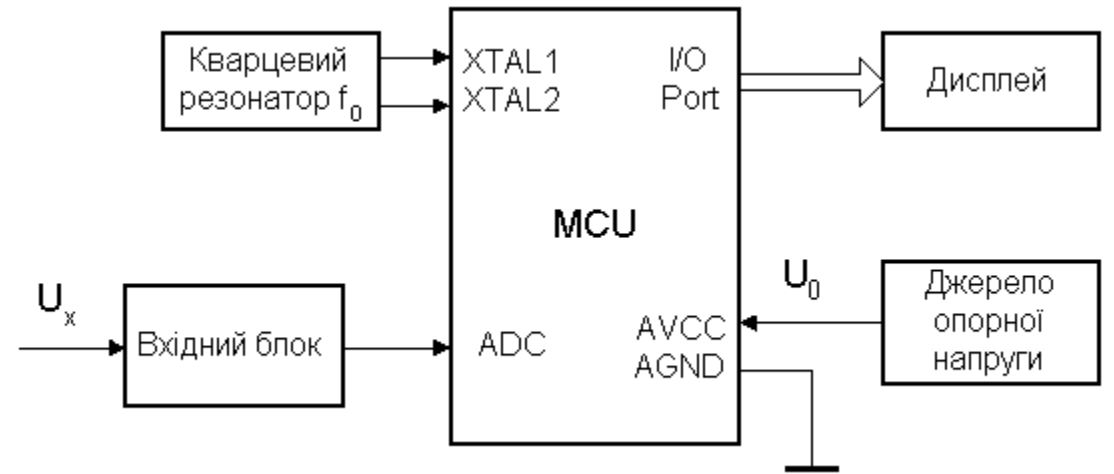 Кварцевий
резонатор f₀
XTAL1
XTAL2
I/O
Port
Дисплей
MCU
Uₓ
Вхідний блок
ADC
AVCC
AGND
U₀
Джерело
опорної
напруги